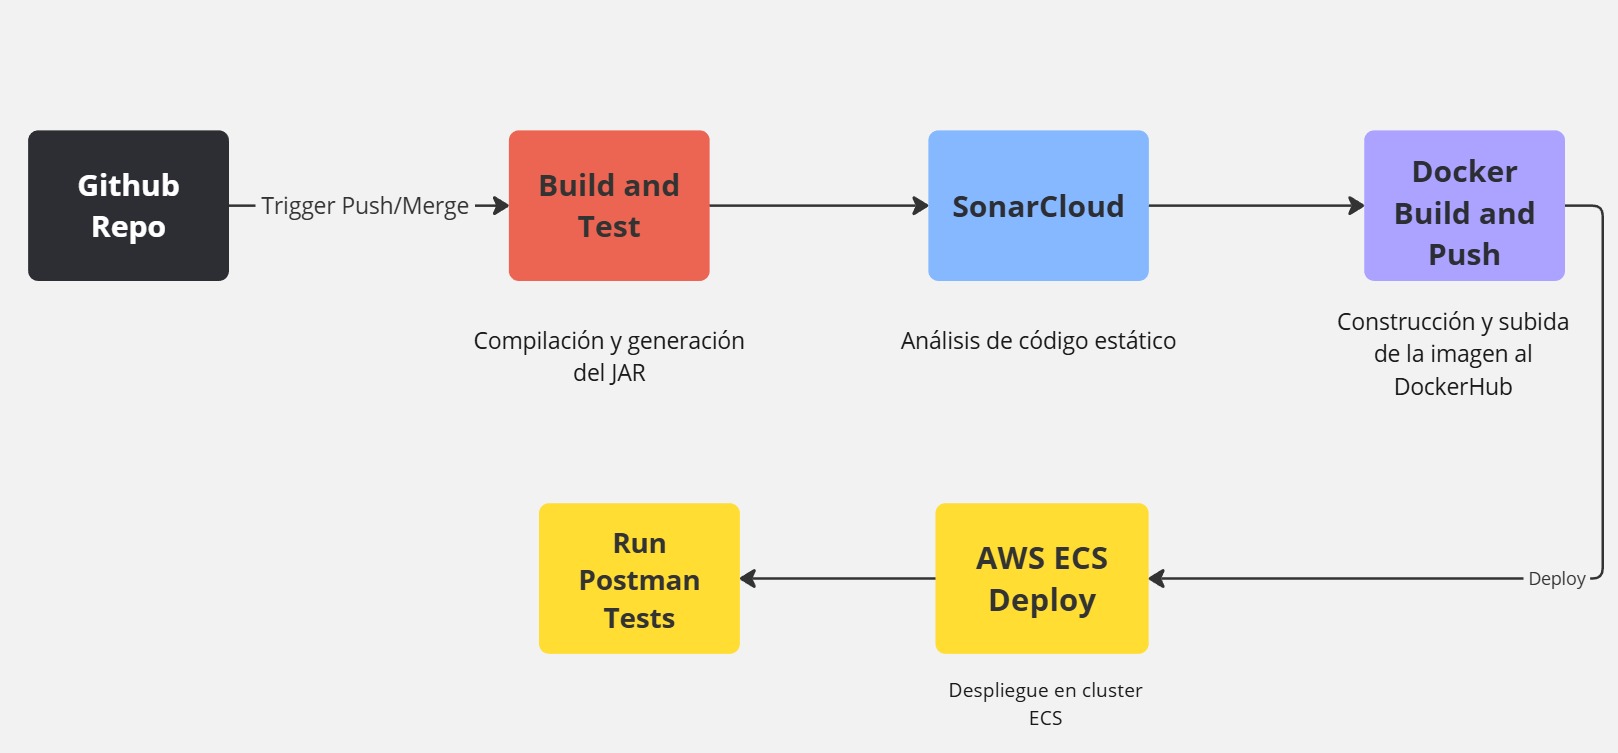 Github
Repo
Trigger Push/Merge
Build and
Test
SonarCloud
Docker
Build and
Push
Compilación y generación
del JAR
Análisis de código estático
Construcción y subida
de la imagen al
DockerHub
Deploy
AWS ECS
Deploy
Run
Postman
Tests
Despliegue en cluster
ECS